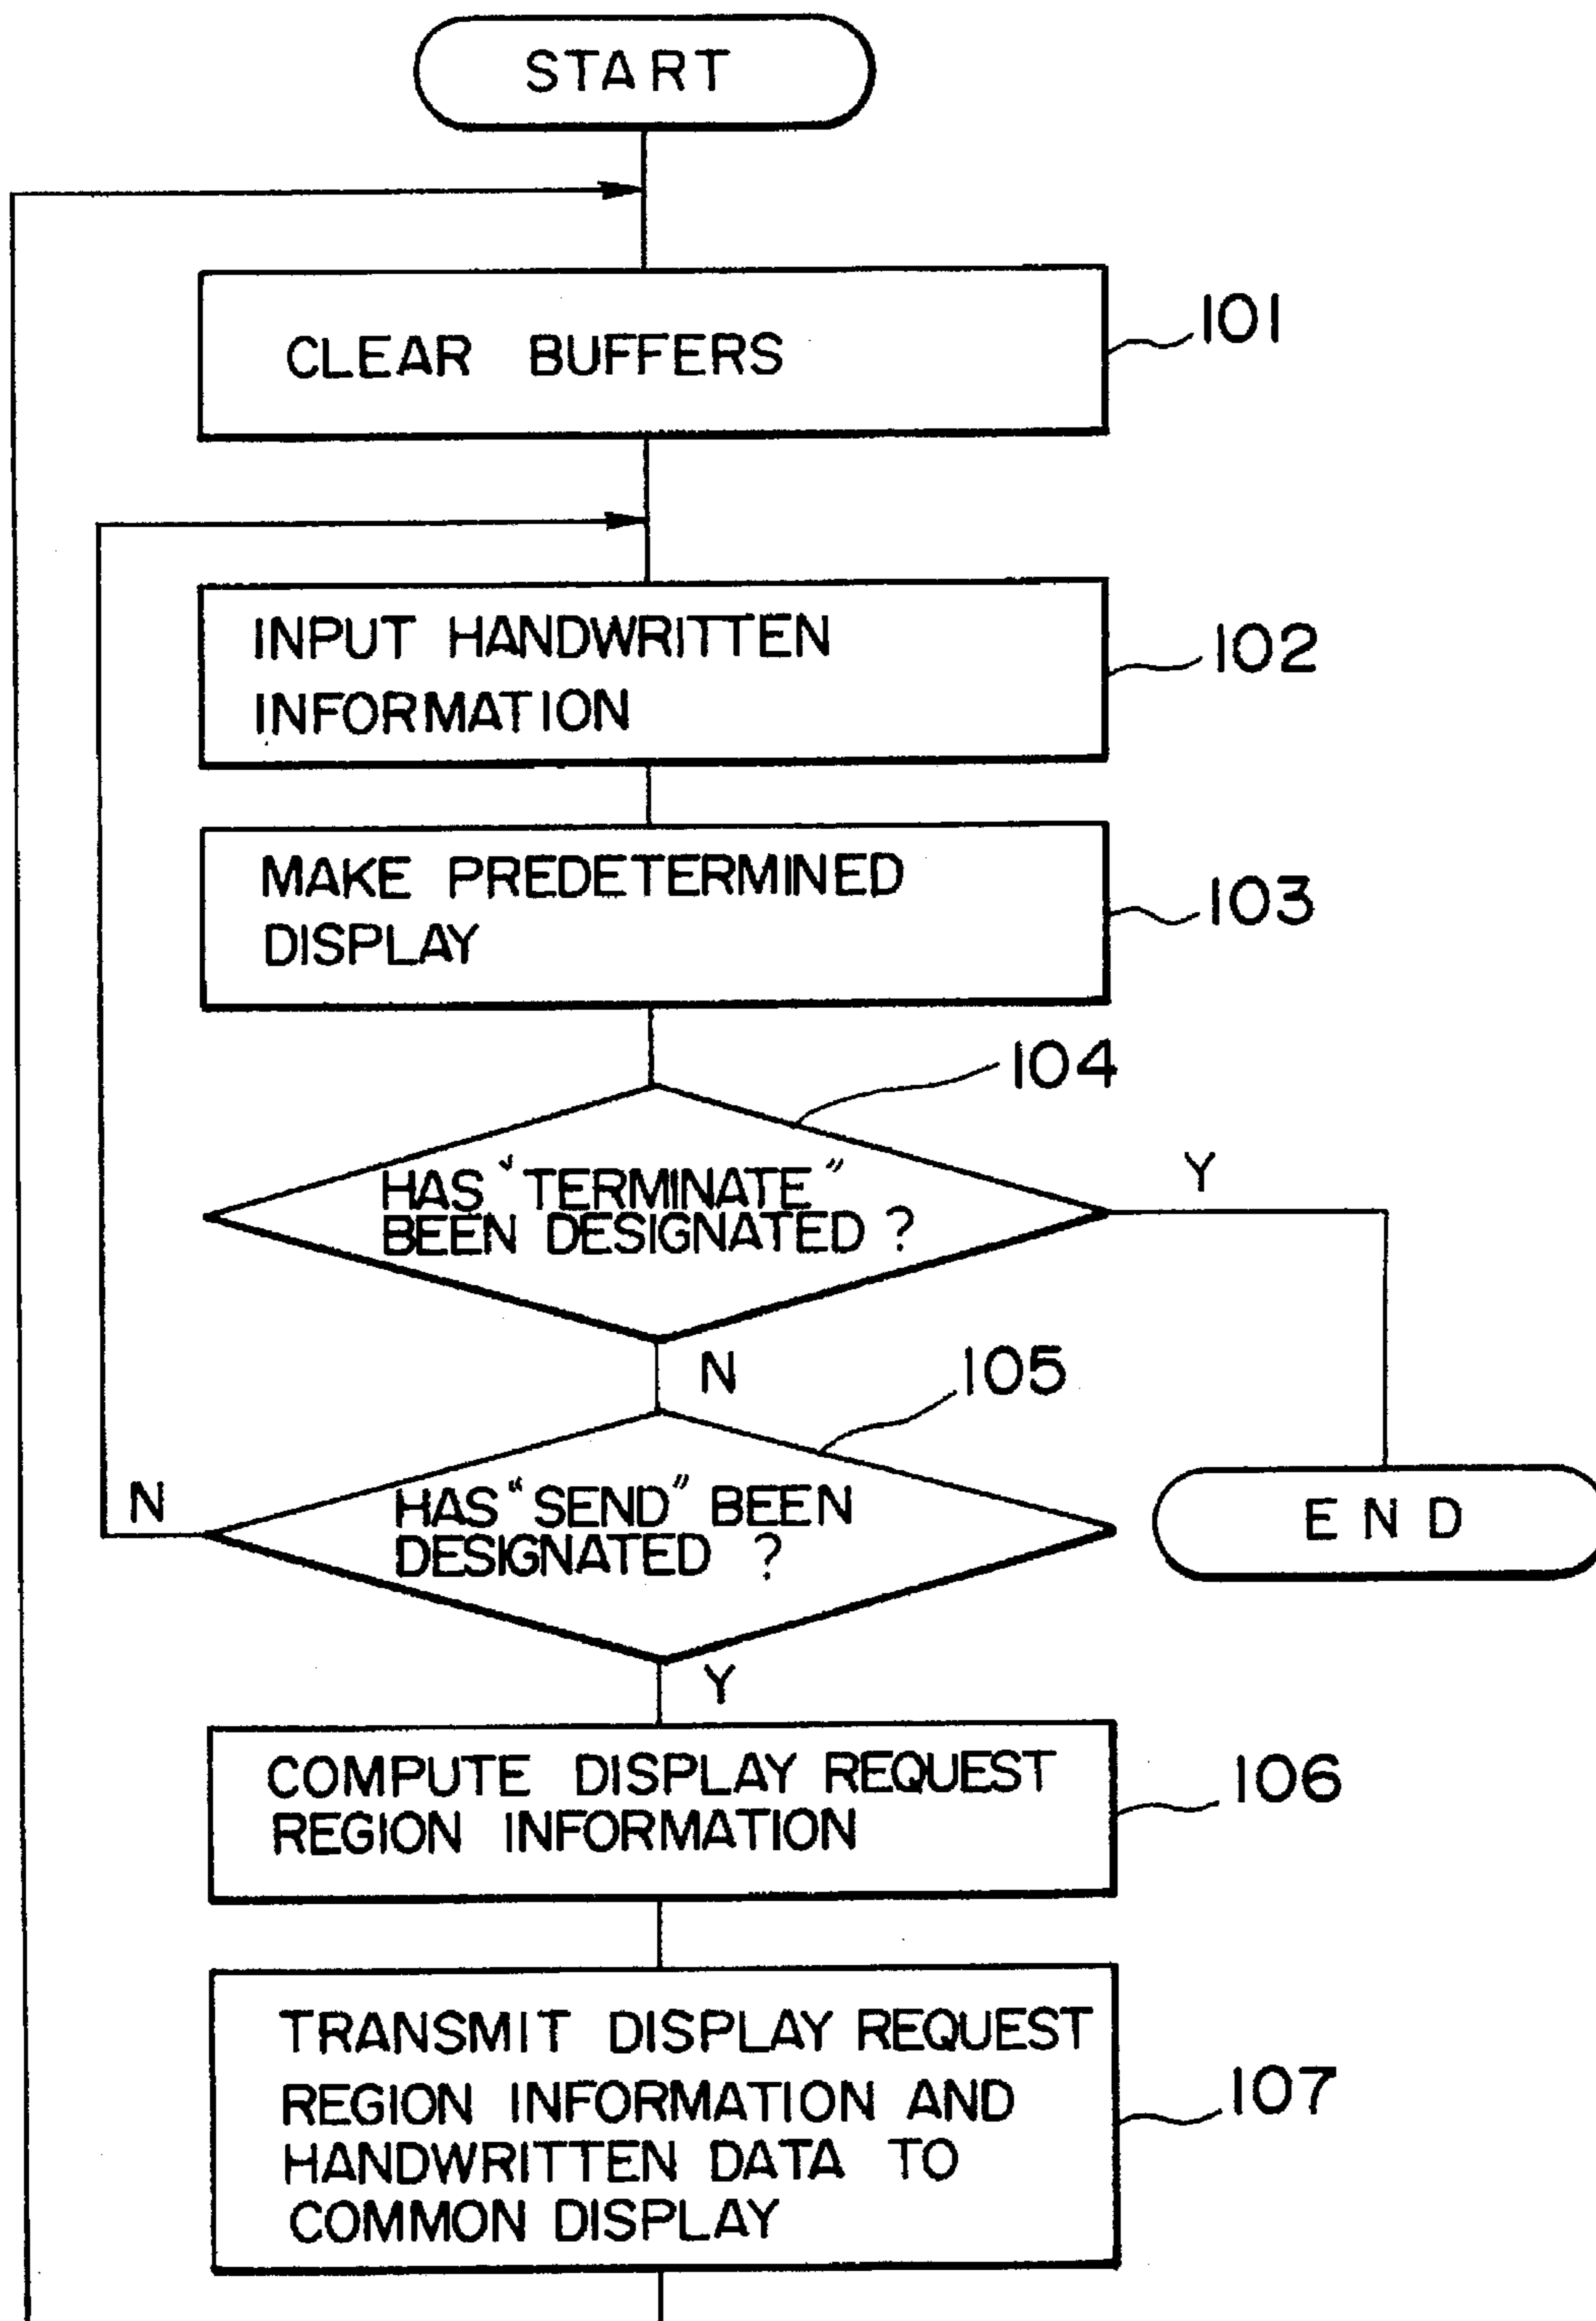 START
CLEAR BUFFERS
101
INPUT HANDWRITTEN
INFORMATION
102
MAKE PREDETERMINED
DISPLAY
103
104
HAS "TERMINATE"
BEEN DESIGNATED ?
Y
N
105
HAS "SEND" BEEN
DESIGNATED ?
N
END
Y
COMPUTE DISPLAY REQUEST
REGION INFORMATION
106
TRANSMIT DISPLAY REQUEST
REGION INFORMATION AND
HANDWRITTEN DATA TO
COMMON DISPLAY
107